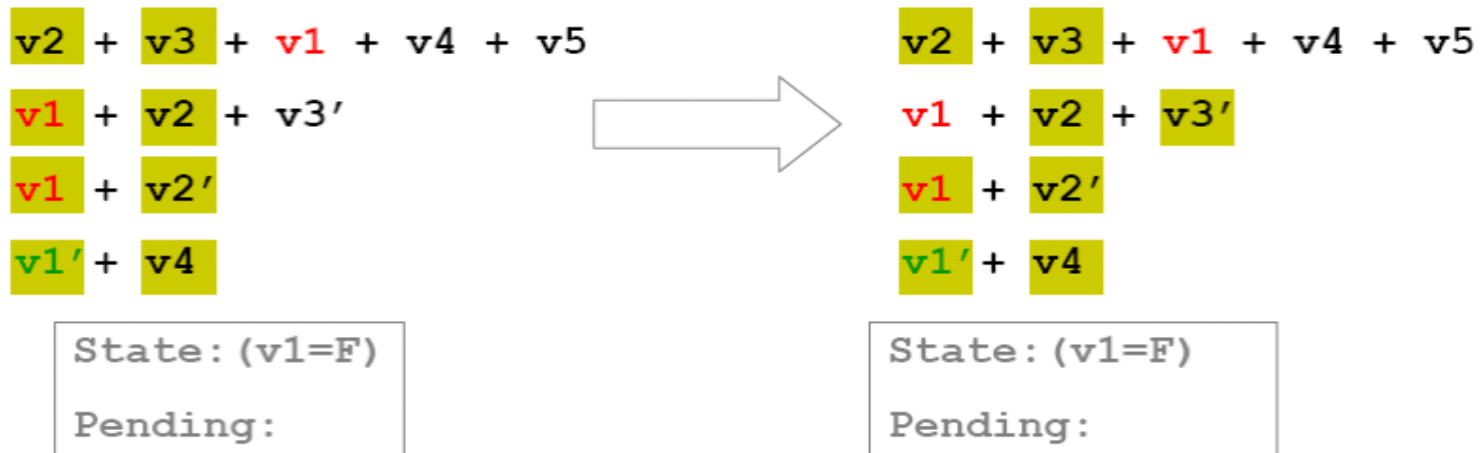 v2 + v3 + v1 + v4 + v5
v1 + v2 + v3′
v1 + v2′
v1′ + v4
State:(v1=F)
Pending:
v2 + v3 + v1 + v4 + v5
v1 + v2 + v3′
v1 + v2′
v1′ + v4
State:(v1=F)
Pending: